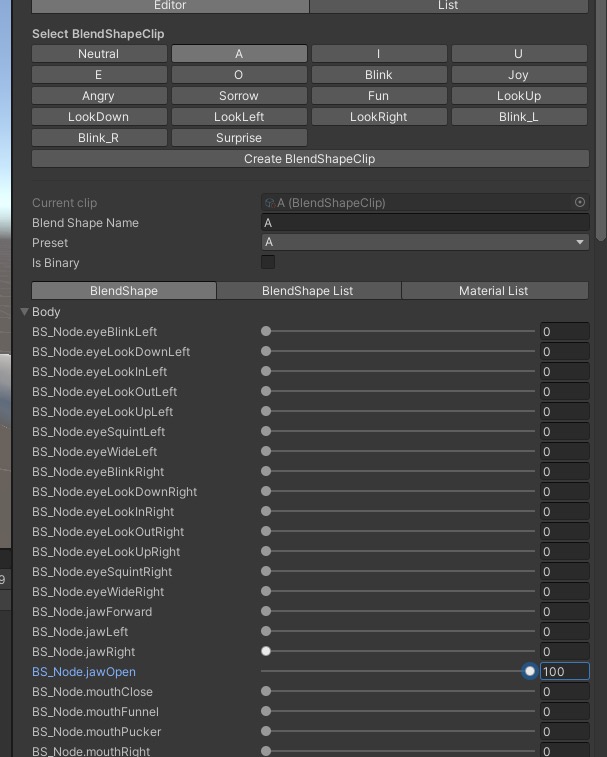 Editor List
Select BlendShapeClip
Neutral A I U
E O Blink Joy
Angry Sorrow Fun LookUp
LookDown LookLeft LookRight Blink_L
Blink_R Surprise
Create BlendShapeClip
Current clip A (BlendShapeClip)
Blend Shape Name A
Preset A
Is Binary
BlendShape BlendShape List Material List
Body
BS_Node.eyeBlinkLeft 0
BS_Node.eyeLookDownLeft 0
BS_Node.eyeLookInLeft 0
BS_Node.eyeLookOutLeft 0
BS_Node.eyeLookUpLeft 0
BS_Node.eyeSquintLeft 0
BS_Node.eyeWideLeft 0
BS_Node.eyeBlinkRight 0
BS_Node.eyeLookDownRight 0
BS_Node.eyeLookInRight 0
BS_Node.eyeLookOutRight 0
BS_Node.eyeLookUpRight 0
BS_Node.eyeSquintRight 0
9
BS_Node.eyeWideRight 0
BS_Node.jawForward 0
BS_Node.jawLeft 0
BS_Node.jawRight 0
BS_Node.jawOpen 100
BS_Node.mouthClose 0
BS_Node.mouthFunnel 0
BS_Node.mouthPucker 0
BS_Node.mouthRight 0